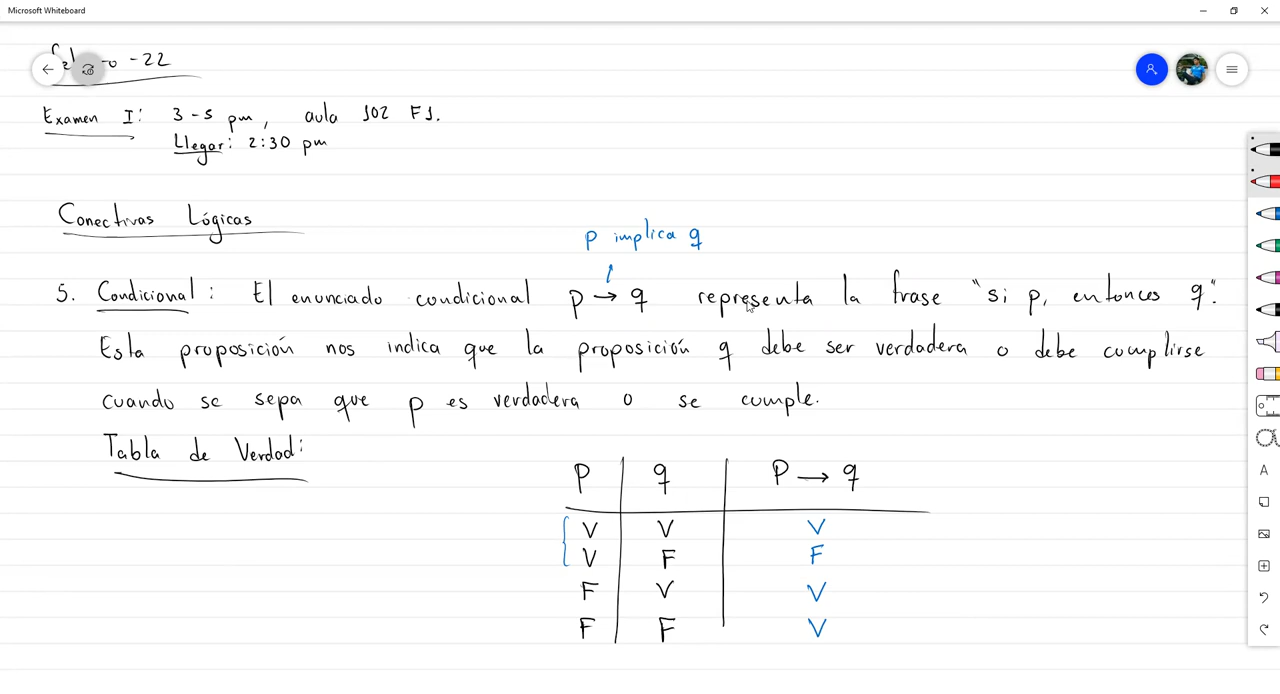 Microsoft Whiteboard
-22
Examen I: 3-5 pm, aula 102 F1.
Llegar: 2:30 pm
Conectivas Lógicas
p implica q
5. Condicional: El enunciado condicional p → q representa la frase "si p, entonces q".
Esta proposición nos indica que la proposición q debe ser verdadera o debe cumplirse
cuando se sepa que p es verdadera o se cumple.
Tabla de Verdad:
P q P → q
V V V
V F F
F V V
F F V
A